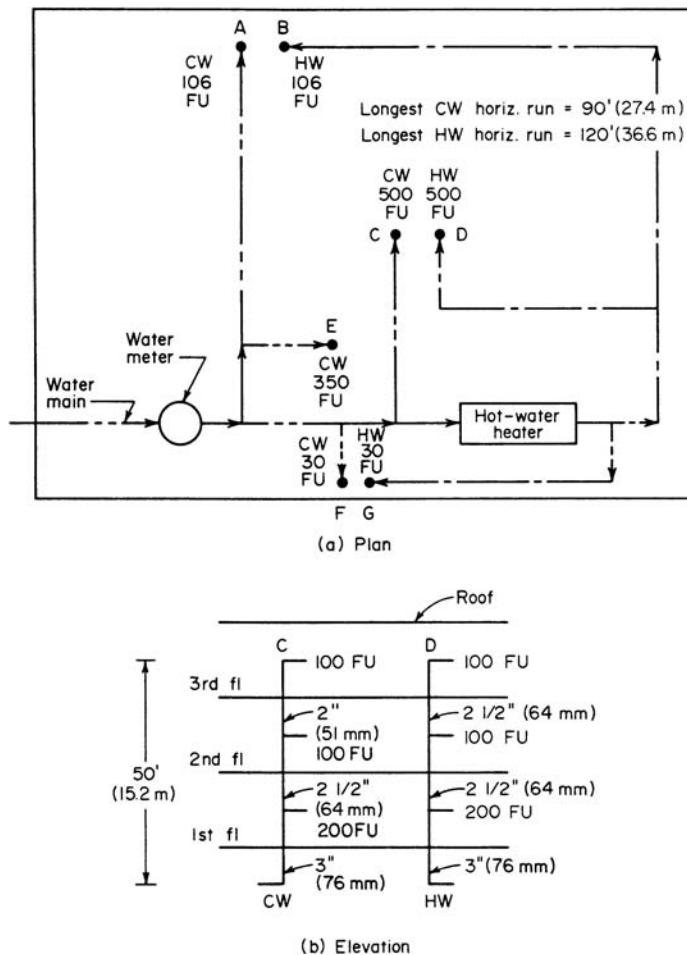 A B
CW
106
FU
HW
106
FU
Longest CW horiz. run = 90'(27.4 m)
Longest HW horiz. run = 120'(36.6 m)
CW
500
FU
HW
500
FU
C D
E
CW
350
FU
Water
meter
Water
main
Hot-water
heater
CW
30
FU
HW
30
FU
F G
(a) Plan
Roof
C D
100 FU
100 FU
3rd fl
2"
(51 mm)
100 FU
2 1/2" (64 mm)
100 FU
2nd fl
50'
(15.2 m)
2 1/2"
(64 mm)
200FU
2 1/2" (64 mm)
200 FU
1st fl
3"
(76 mm)
3"(76 mm)
CW HW
(b) Elevation